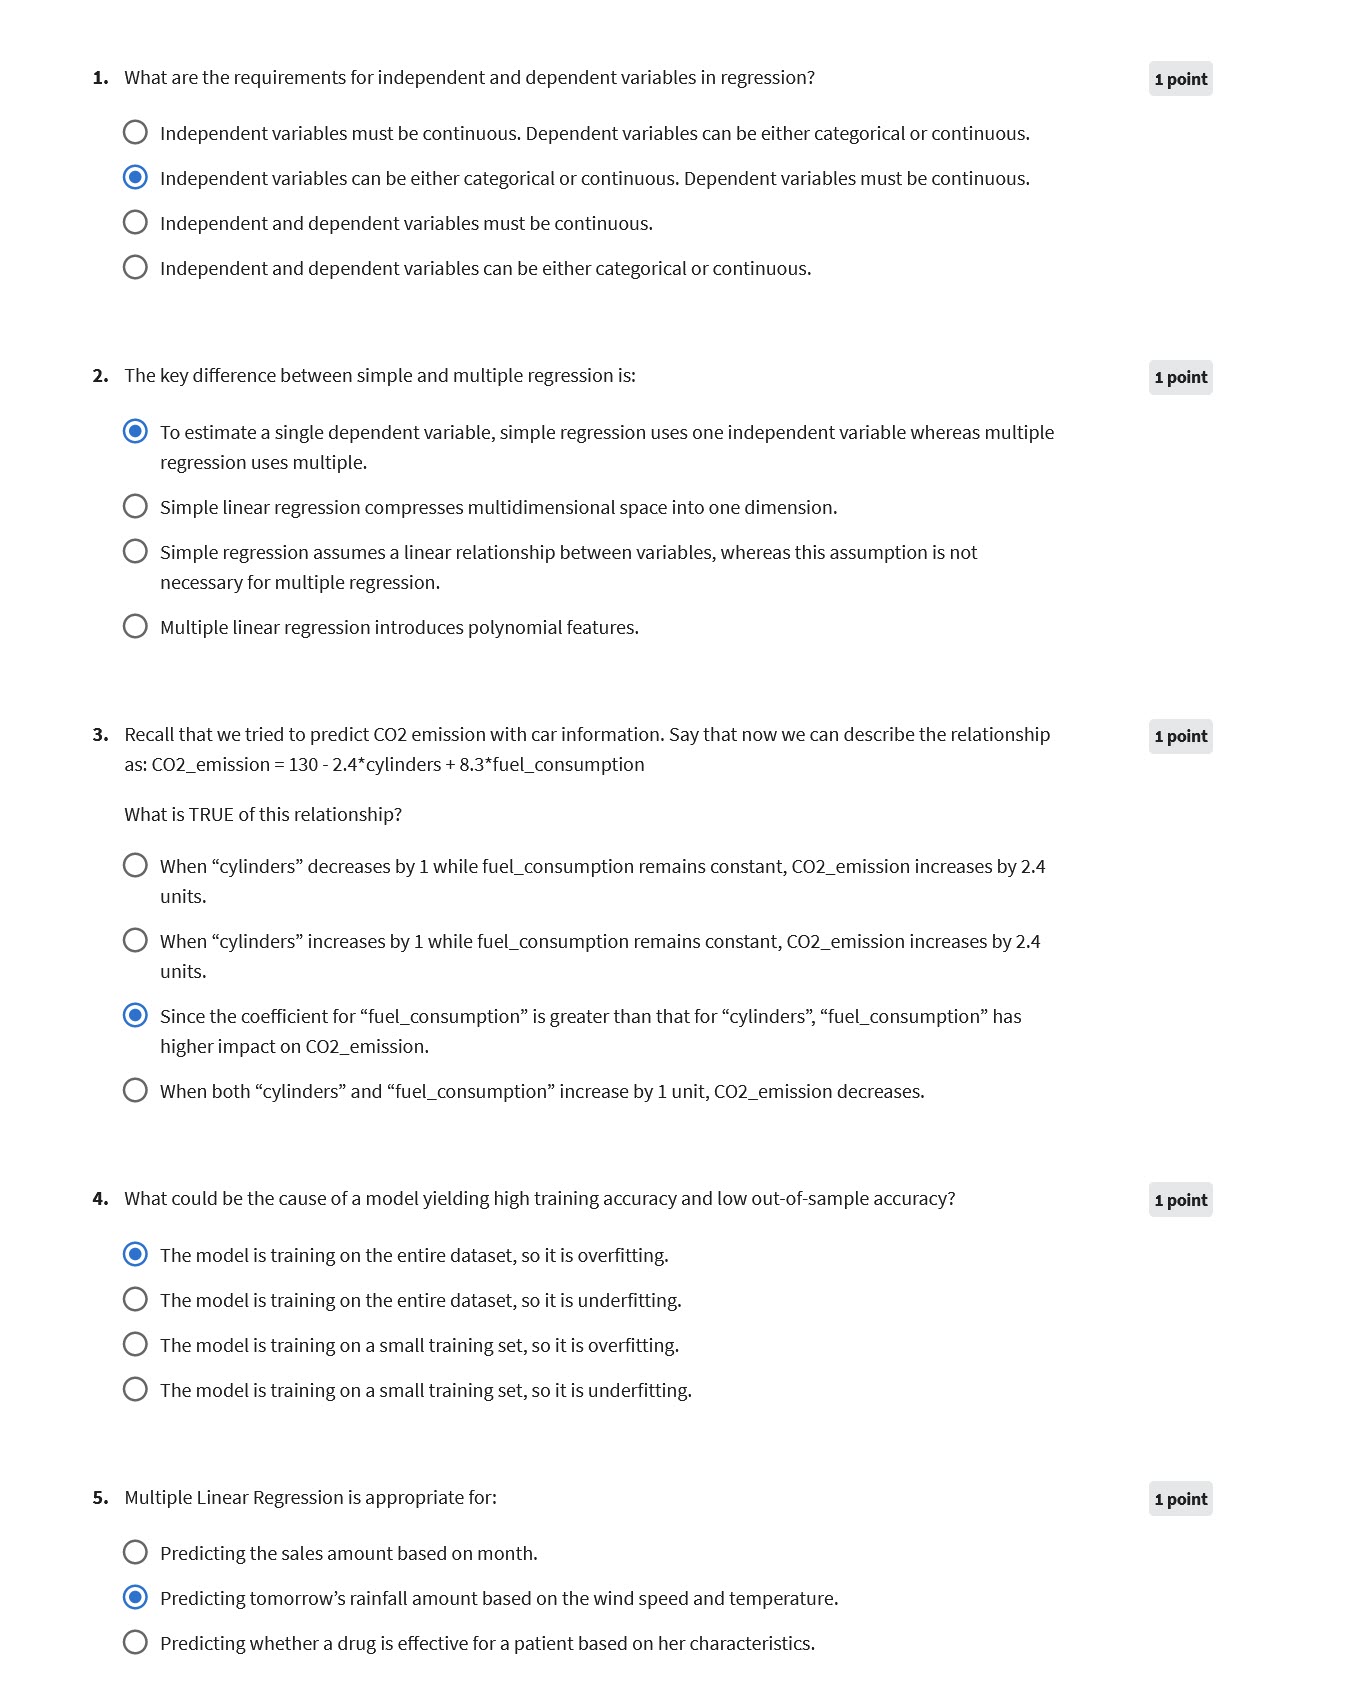 1. What are the requirements for independent and dependent variables in regression? 1 point
Independent variables must be continuous. Dependent variables can be either categorical or continuous.
Independent variables can be either categorical or continuous. Dependent variables must be continuous.
Independent and dependent variables must be continuous.
Independent and dependent variables can be either categorical or continuous.
2. The key difference between simple and multiple regression is: 1 point
To estimate a single dependent variable, simple regression uses one independent variable whereas multiple
regression uses multiple.
Simple linear regression compresses multidimensional space into one dimension.
Simple regression assumes a linear relationship between variables, whereas this assumption is not
necessary for multiple regression.
Multiple linear regression introduces polynomial features.
3. Recall that we tried to predict CO2 emission with car information. Say that now we can describe the relationship 1 point
as: CO2_emission = 130 - 2.4*cylinders + 8.3*fuel_consumption
What is TRUE of this relationship?
When “cylinders” decreases by 1 while fuel_consumption remains constant, CO2_emission increases by 2.4
units.
When “cylinders” increases by 1 while fuel_consumption remains constant, CO2_emission increases by 2.4
units.
Since the coefficient for “fuel_consumption” is greater than that for “cylinders”, “fuel_consumption” has
higher impact on CO2_emission.
When both “cylinders” and “fuel_consumption” increase by 1 unit, CO2_emission decreases.
4. What could be the cause of a model yielding high training accuracy and low out-of-sample accuracy? 1 point
The model is training on the entire dataset, so it is overfitting.
The model is training on the entire dataset, so it is underfitting.
The model is training on a small training set, so it is overfitting.
The model is training on a small training set, so it is underfitting.
5. Multiple Linear Regression is appropriate for: 1 point
Predicting the sales amount based on month.
Predicting tomorrow’s rainfall amount based on the wind speed and temperature.
Predicting whether a drug is effective for a patient based on her characteristics.